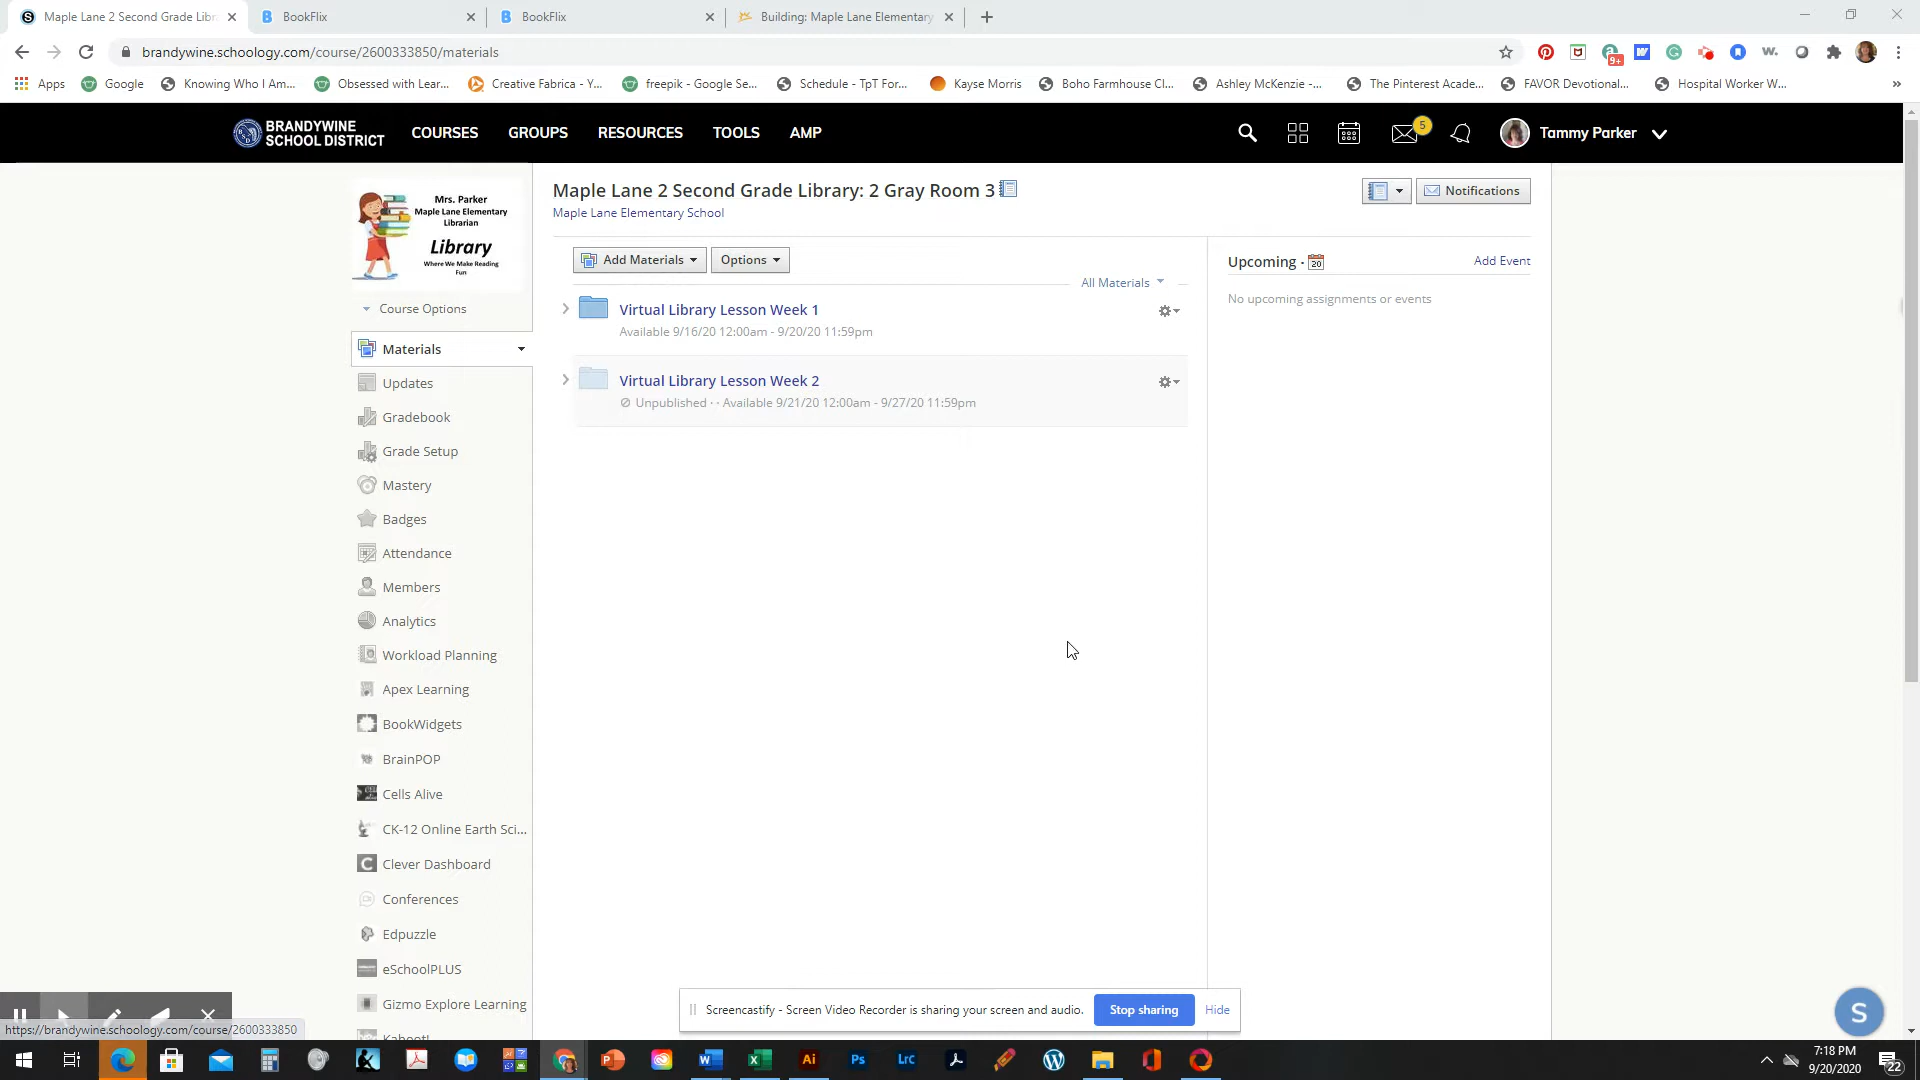 Maple Lane 2 Second Grade Libr
BookFlix
BookFlix
Building: Maple Lane Elementary
brandywine.schoology.com/course/2600333850/materials
9+
Apps
Google
Knowing Who I Am...
Obsessed with Lear...
Creative Fabrica - Y...
freepik - Google Se...
Schedule - TpT For...
Kayse Morris
Boho Farmhouse Cl...
Ashley McKenzie -...
The Pinterest Acade...
FAVOR Devotional...
Hospital Worker W...
BRANDYWINE
SCHOOL DISTRICT
COURSES
GROUPS
RESOURCES
TOOLS
AMP
5
Tammy Parker
Mrs. Parker
Maple Lane Elementary
Librarian
Library
Where We Make Reading
Fun
Maple Lane 2 Second Grade Library: 2 Gray Room 3
Maple Lane Elementary School
Notifications
Add Materials
Options
All Materials
Upcoming · 20
Add Event
No upcoming assignments or events
Virtual Library Lesson Week 1
Available 9/16/20 12:00am - 9/20/20 11:59pm
Virtual Library Lesson Week 2
Unpublished · · Available 9/21/20 12:00am - 9/27/20 11:59pm
Course Options
Materials
Updates
Gradebook
Grade Setup
Mastery
Badges
Attendance
Members
Analytics
Workload Planning
Apex Learning
BookWidgets
BrainPOP
Cells Alive
CK-12 Online Earth Sci...
Clever Dashboard
Conferences
Edpuzzle
eSchoolPLUS
Gizmo Explore Learning
Kahoot!
Screencastify - Screen Video Recorder is sharing your screen and audio.
Stop sharing
Hide
S
https://brandywine.schoology.com/course/2600333850
Ai
Ps
Lrc
7:18 PM
9/20/2020
22